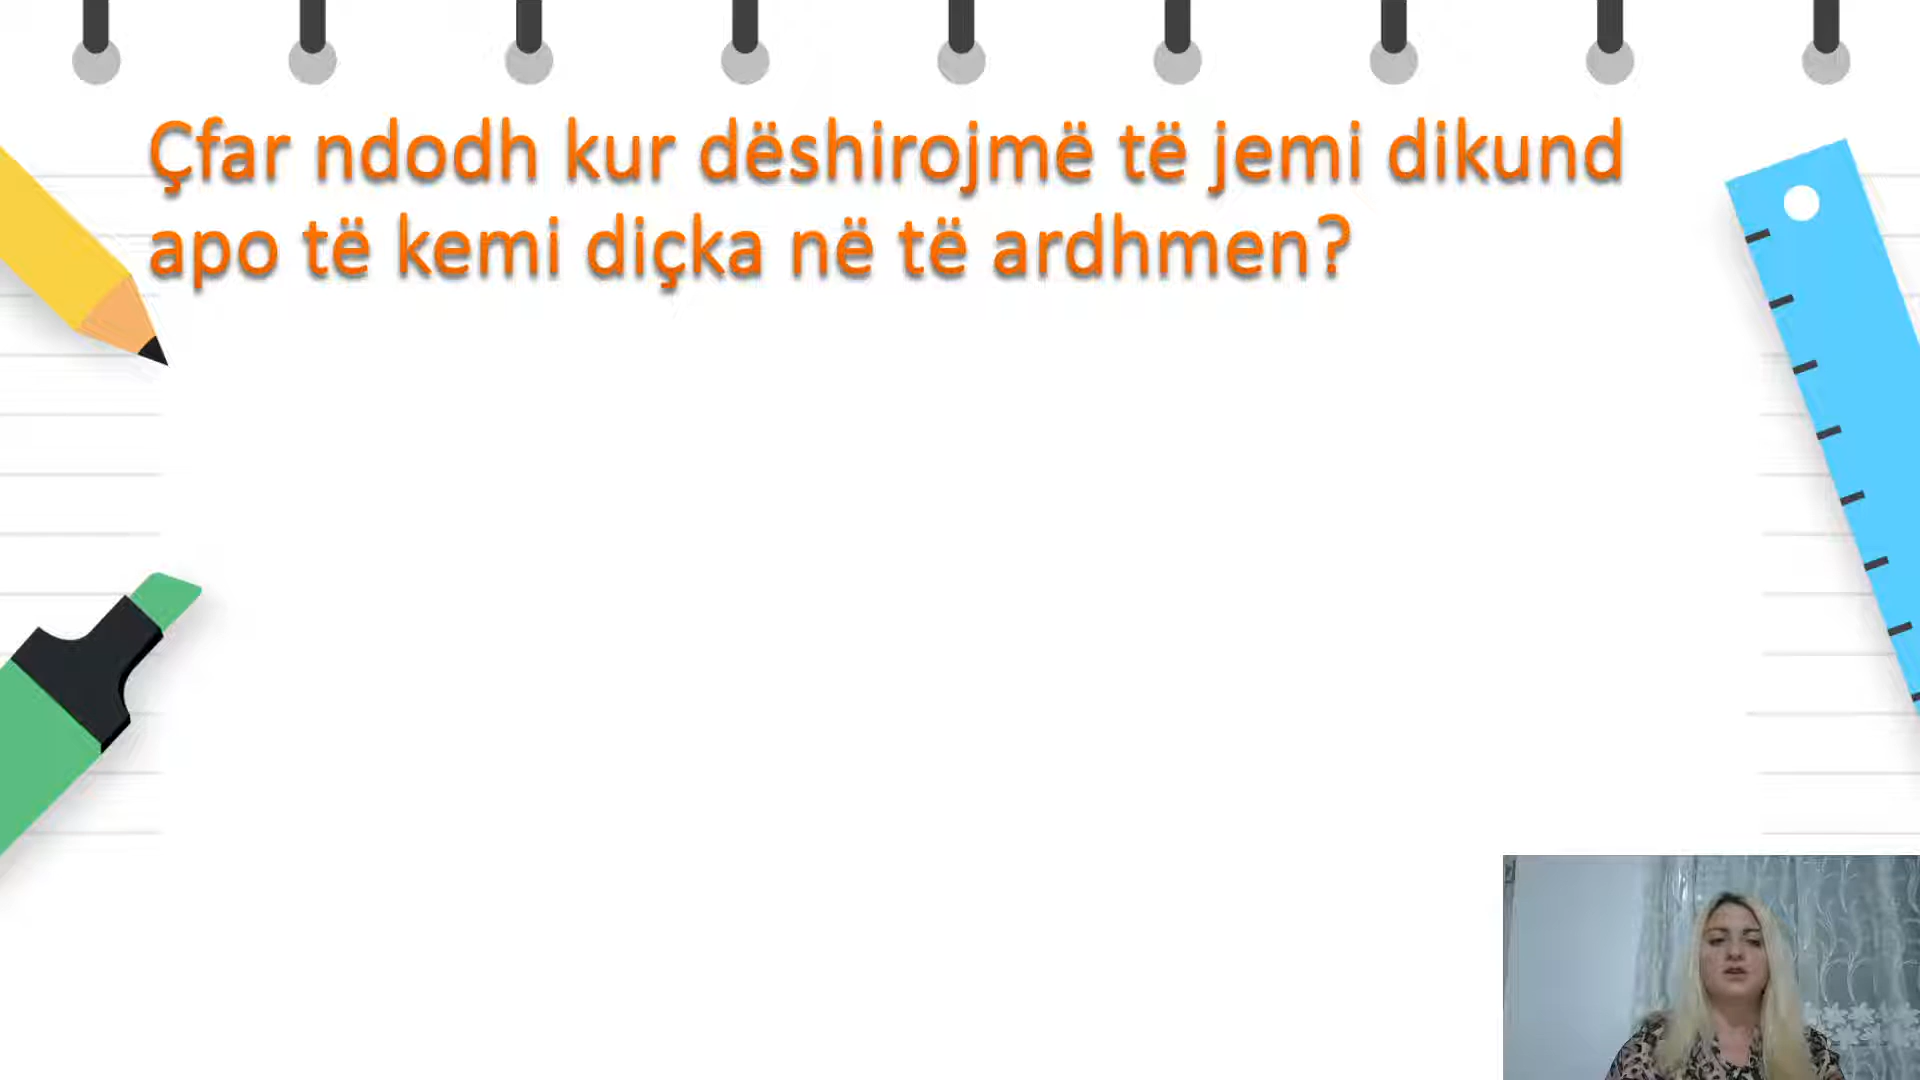 Çfar ndodh kur dëshirojmë të jemi dikund
apo të kemi diçka në të ardhmen?